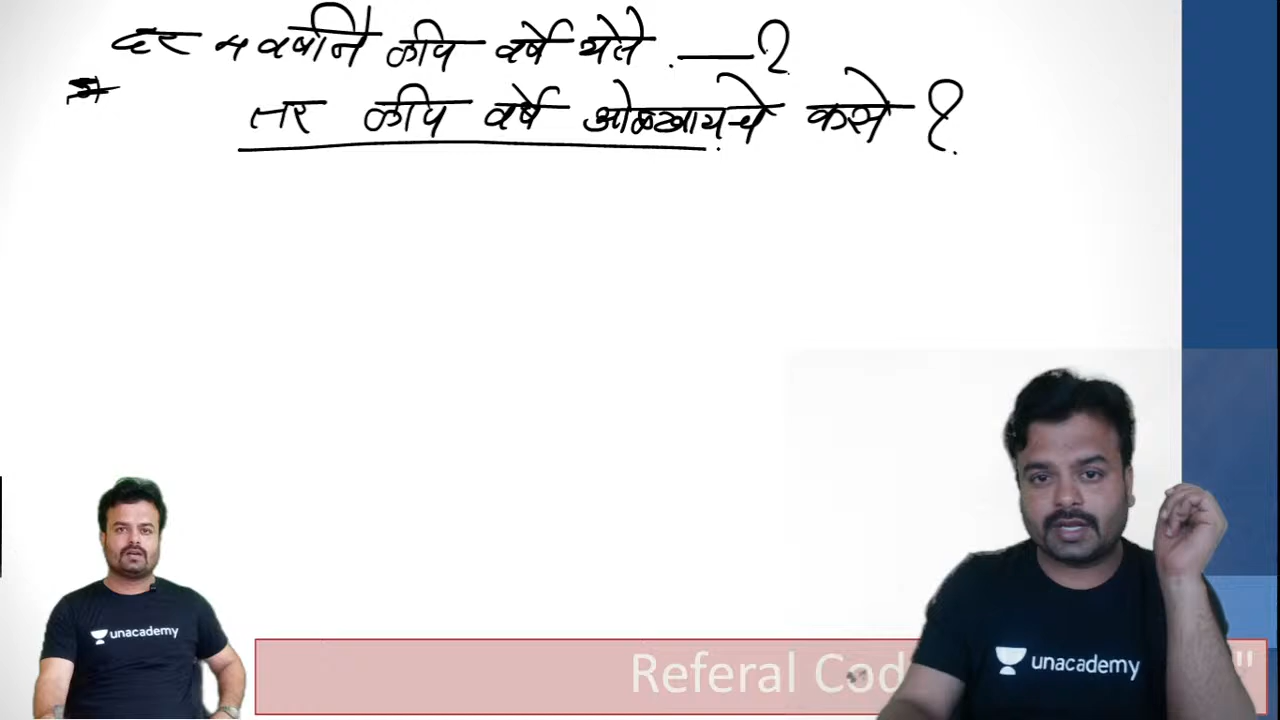 दर ४ वर्षांनि लीप वर्षे येते . —?
तर लीप वर्षे ओळखायचे कसे ?
unacademy
Referal Cod
unacademy
"